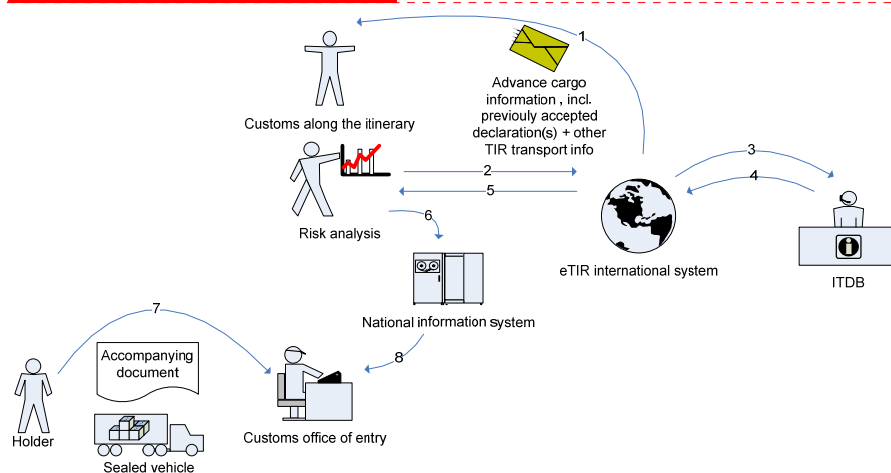 1
Advance cargo
information , incl.
previouly accepted
declaration(s) + other
TIR transport info
Customs along the itinerary
2
3
5
4
Risk analysis
6
eTIR international system
i
ITDB
National information system
7
8
Accompanying
document
Holder
Customs office of entry
Sealed vehicle